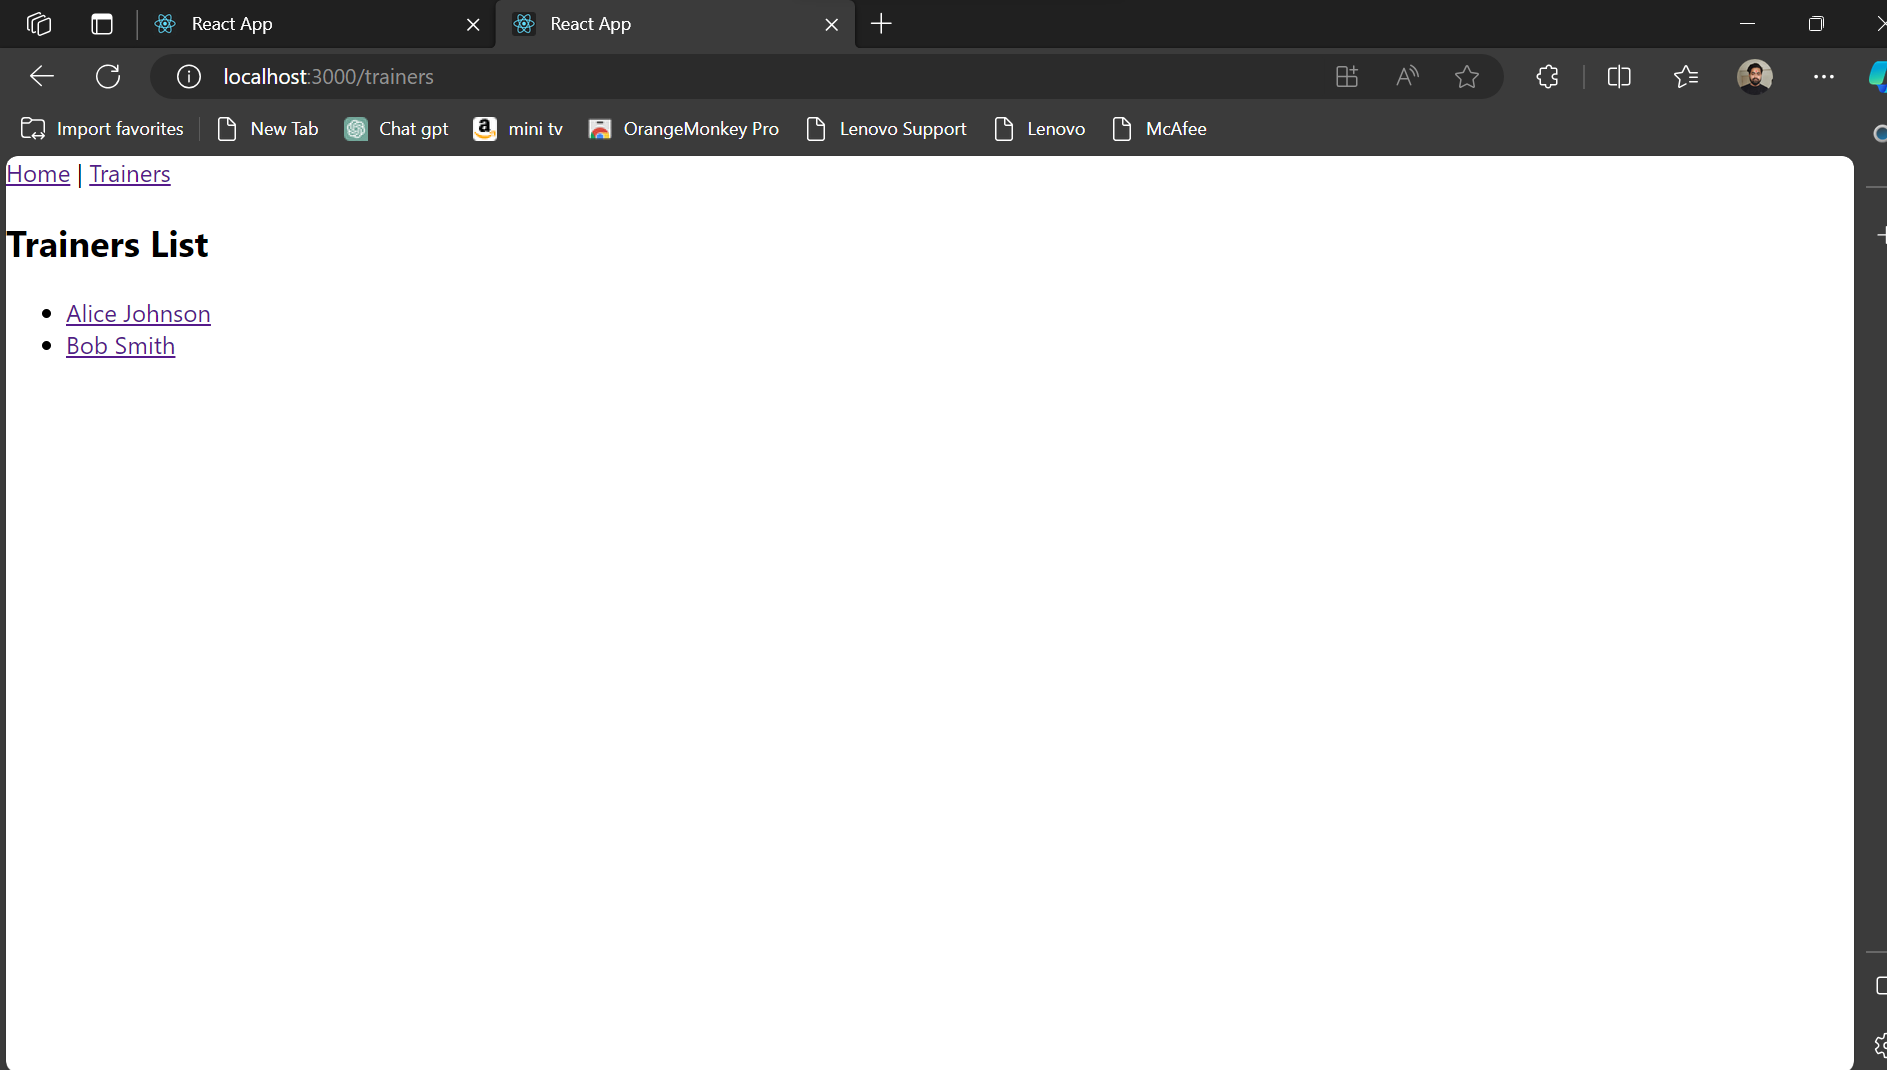 React App
React App
localhost:3000/trainers
Import favorites
New Tab
Chat gpt
mini tv
OrangeMonkey Pro
Lenovo Support
Lenovo
McAfee
Home | Trainers
Trainers List
Alice Johnson
Bob Smith